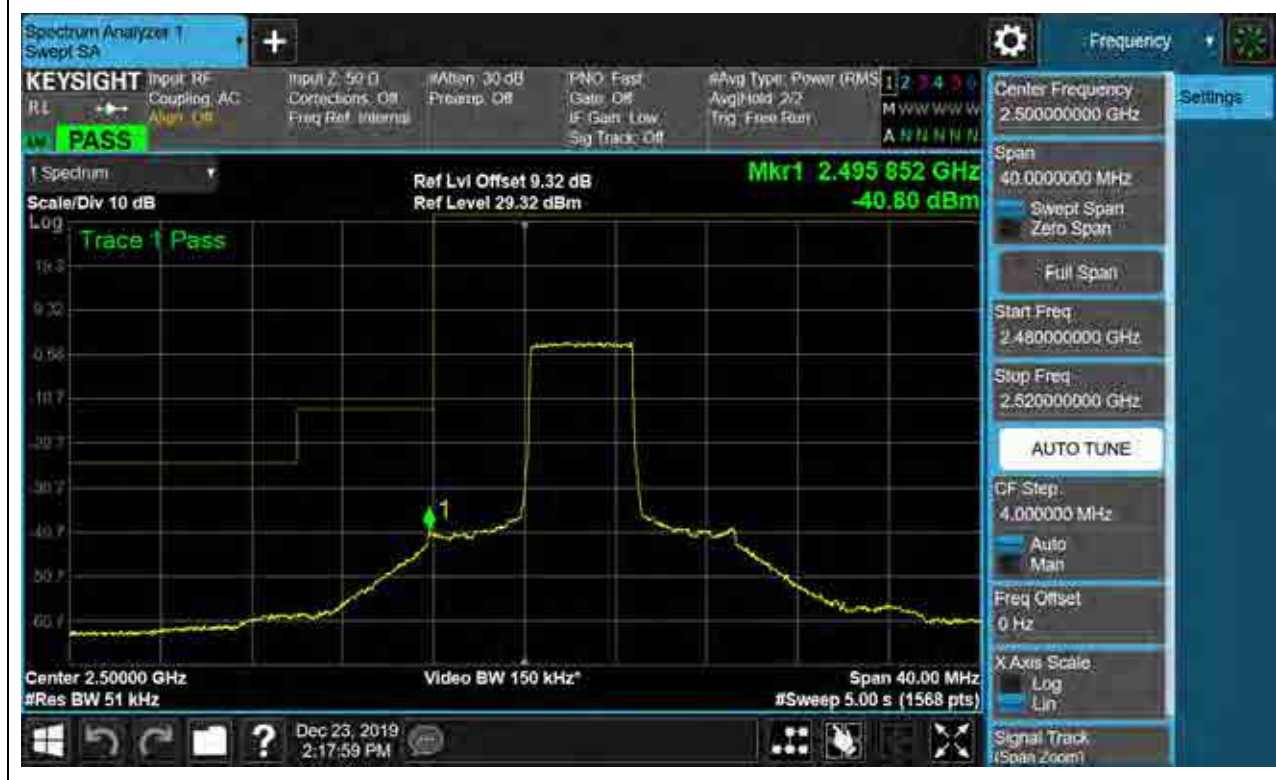 Spectrum Analyzer 1
Swept SA
Frequency
KEYSIGHT
Input: RF
Coupling: AC
Align: Off
Input Z: 50 Ω
Corrections: Off
Freq Ref: Internal
#Atten: 30 dB
Preamp: Off
PNO: Fast
Gate: Off
IF Gain: Low
Sig Track: Off
#Avg Type: Power (RMS
Avg|Hold: 2/2
Trig: Free Run
1 2 3 4 5 6
M W W W W W
A N N N N N
PASS
1 Spectrum
Scale/Div 10 dB
Ref Lvl Offset 9.32 dB
Ref Level 29.32 dBm
Mkr1 2.495 852 GHz
-40.80 dBm
Log
Trace 1 Pass
19.3
9.32
-0.68
-10.7
-20.7
-30.7
-40.7
-50.7
-60.7
1
Center 2.50000 GHz
#Res BW 51 kHz
Video BW 150 kHz*
Span 40.00 MHz
#Sweep 5.00 s (1568 pts)
Dec 23, 2019
2:17:59 PM
Center Frequency
2.500000000 GHz
Settings
Span
40.0000000 MHz
Swept Span
Zero Span
Full Span
Start Freq
2.480000000 GHz
Stop Freq
2.520000000 GHz
AUTO TUNE
CF Step
4.000000 MHz
Auto
Man
Freq Offset
0 Hz
X Axis Scale
Log
Lin
Signal Track
(Span Zoom)